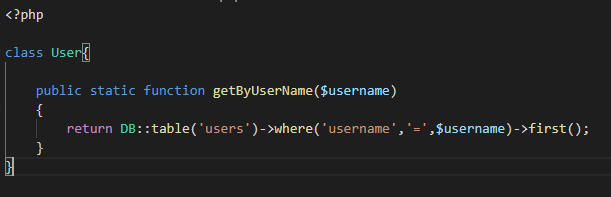 <?php
class User{
public static function getByUserName($username)
{
return DB::table('users')->where('username','=',$username)->first();
}
}